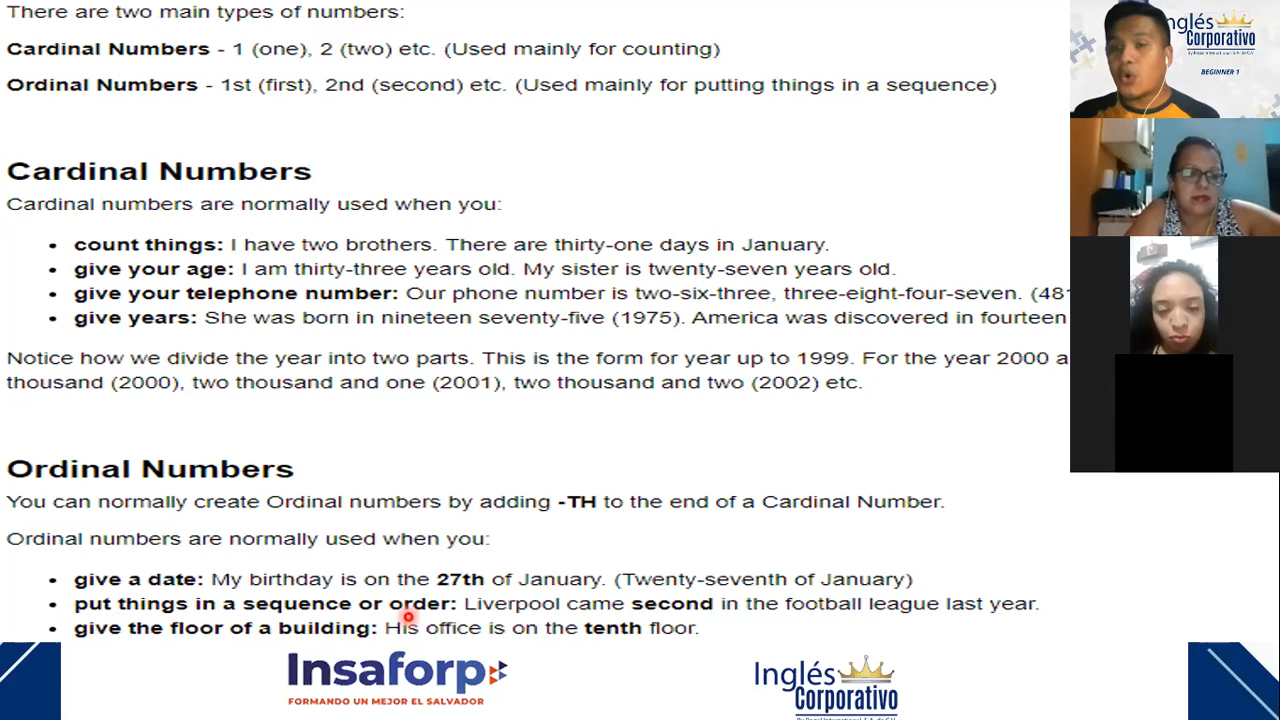 There are two main types of numbers:
Cardinal Numbers - 1 (one), 2 (two) etc. (Used mainly for counting)
Ordinal Numbers - 1st (first), 2nd (second) etc. (Used mainly for putting things in a sequence)
Cardinal Numbers
Cardinal numbers are normally used when you:
• count things: I have two brothers. There are thirty-one days in January.
• give your age: I am thirty-three years old. My sister is twenty-seven years old.
• give your telephone number: Our phone number is two-six-three, three-eight-four-seven. (481
• give years: She was born in nineteen seventy-five (1975). America was discovered in fourteen
Notice how we divide the year into two parts. This is the form for year up to 1999. For the year 2000 a
thousand (2000), two thousand and one (2001), two thousand and two (2002) etc.
Ordinal Numbers
You can normally create Ordinal numbers by adding -TH to the end of a Cardinal Number.
Ordinal numbers are normally used when you:
• give a date: My birthday is on the 27th of January. (Twenty-seventh of January)
• put things in a sequence or order: Liverpool came second in the football league last year.
• give the floor of a building: His office is on the tenth floor.
Insaforp
FORMANDO UN MEJOR EL SALVADOR
Inglés
Corporativo
By Regal International, S.A. de C.V.
Inglés
Corporativo
By Regal International, S.A. de C.V.
BEGINNER 1